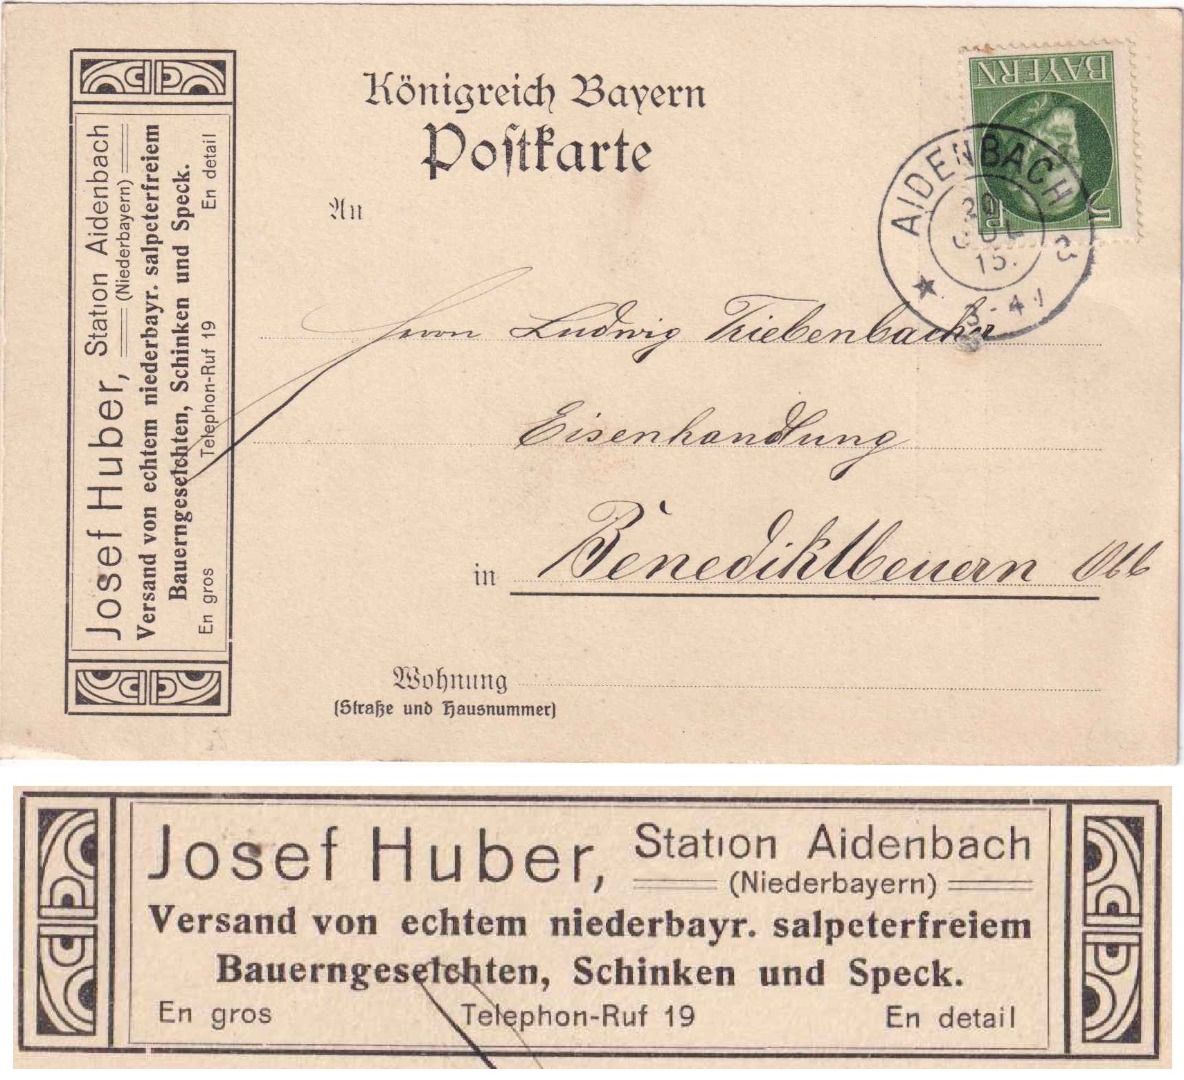 Königreich Bayern
Postkarte
BAYERN
AIDENBACH
JUL
15.
An
Herrn Ludwig Triebenbacher
Eisenhandlung
in Benediktbeuern Obb
Wohnung
(Straße und Hausnummer)
Josef Huber, Station Aidenbach
(Niederbayern)
Versand von echtem niederbayr. salpeterfreiem
Bauerngeselchten, Schinken und Speck.
En gros Telephon-Ruf 19 En detail
Josef Huber, Station Aidenbach
(Niederbayern)
Versand von echtem niederbayr. salpeterfreiem
Bauerngeselchten, Schinken und Speck.
En gros Telephon-Ruf 19 En detail